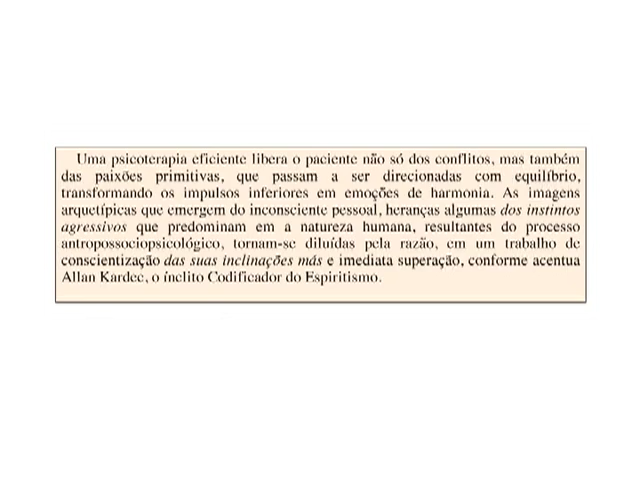 Uma psicoterapia eficiente libera o paciente não só dos conflitos, mas também
das paixões primitivas, que passam a ser direcionadas com equilíbrio,
transformando os impulsos inferiores em emoções de harmonia. As imagens
arquetípicas que emergem do inconsciente pessoal, heranças algumas dos instintos
agressivos que predominam em a natureza humana, resultantes do processo
antropossociopsicológico, tornam-se diluídas pela razão, em um trabalho de
conscientização das suas inclinações más e imediata superação, conforme acentua
Allan Kardec, o ínclito Codificador do Espiritismo.